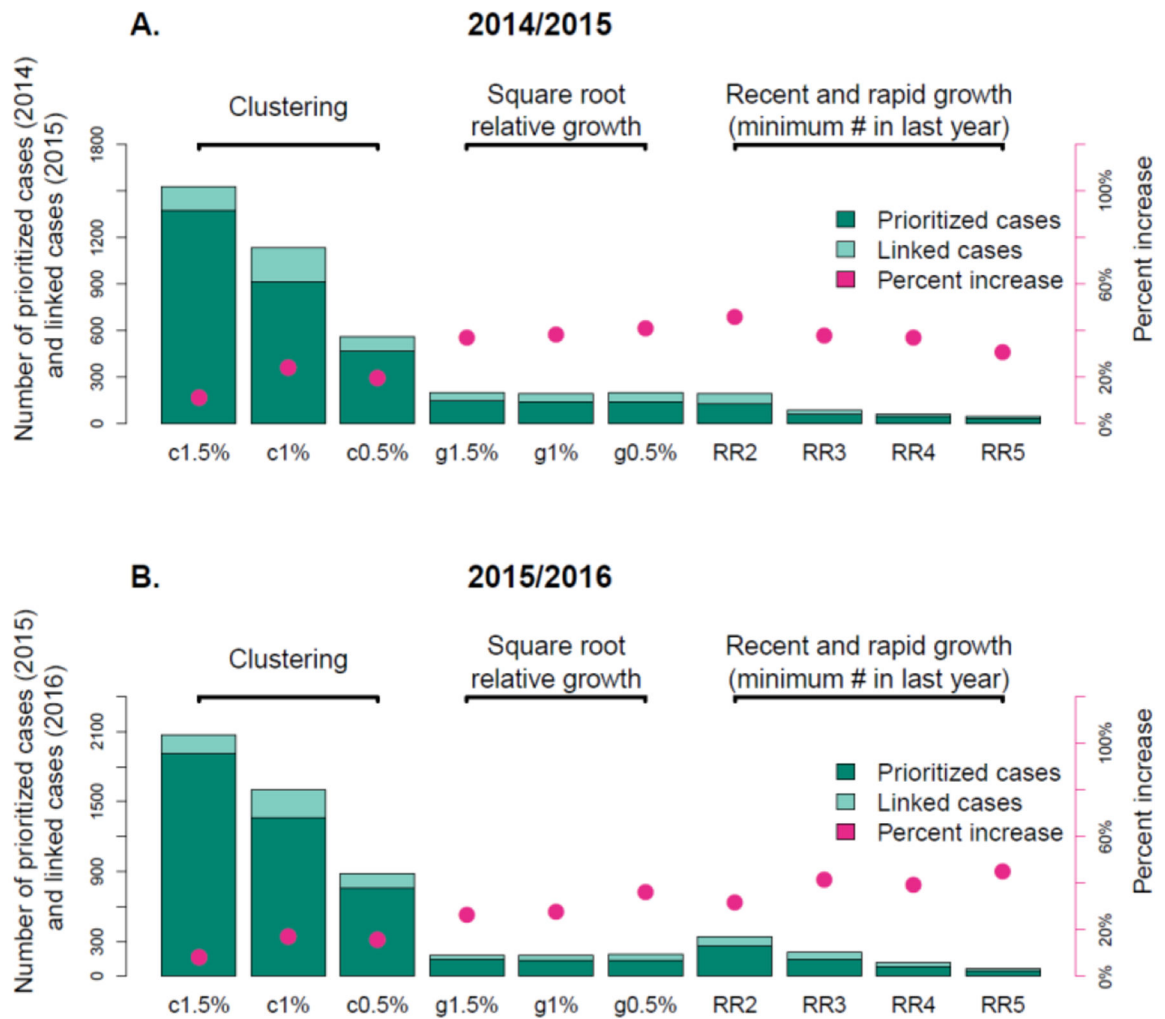 A.
2014/2015
Number of prioritized cases (2014)
and linked cases (2015)
Clustering
Square root
relative growth
Recent and rapid growth
(minimum # in last year)
1800
1200
900
600
300
0
Prioritized cases
Linked cases
Percent increase
100%
60%
20%
0%
Percent increase
c1.5%
c1%
c0.5%
g1.5%
g1%
g0.5%
RR2
RR3
RR4
RR5
B.
2015/2016
Number of prioritized cases (2015)
and linked cases (2016)
Clustering
Square root
relative growth
Recent and rapid growth
(minimum # in last year)
2100
1500
900
300
0
Prioritized cases
Linked cases
Percent increase
100%
60%
20%
0%
Percent increase
c1.5%
c1%
c0.5%
g1.5%
g1%
g0.5%
RR2
RR3
RR4
RR5